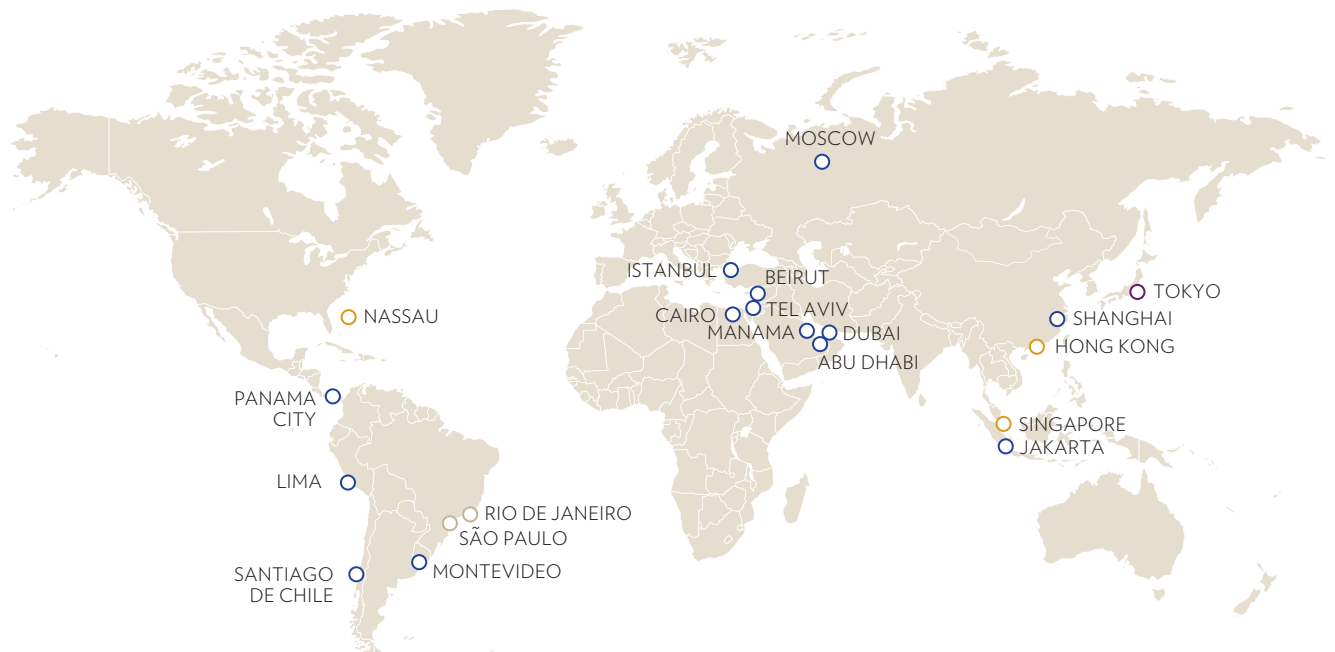 MOSCOW
ISTANBUL
BEIRUT
TEL AVIV
CAIRO
MANAMA
DUBAI
ABU DHABI
TOKYO
SHANGHAI
HONG KONG
NASSAU
PANAMA
CITY
SINGAPORE
JAKARTA
LIMA
RIO DE JANEIRO
SÃO PAULO
MONTEVIDEO
SANTIAGO
DE CHILE